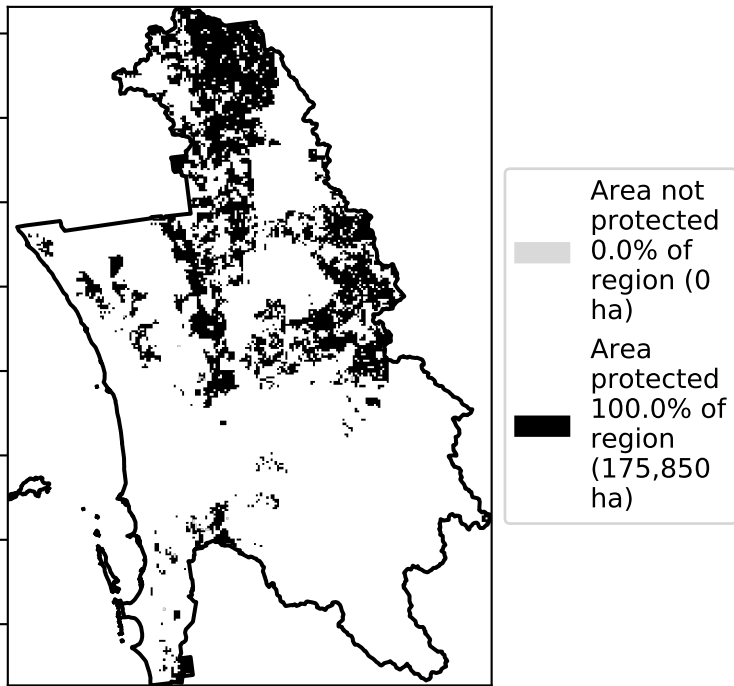 Area not
protected
0.0% of
region (0
ha)
Area
protected
100.0% of
region
(175,850
ha)